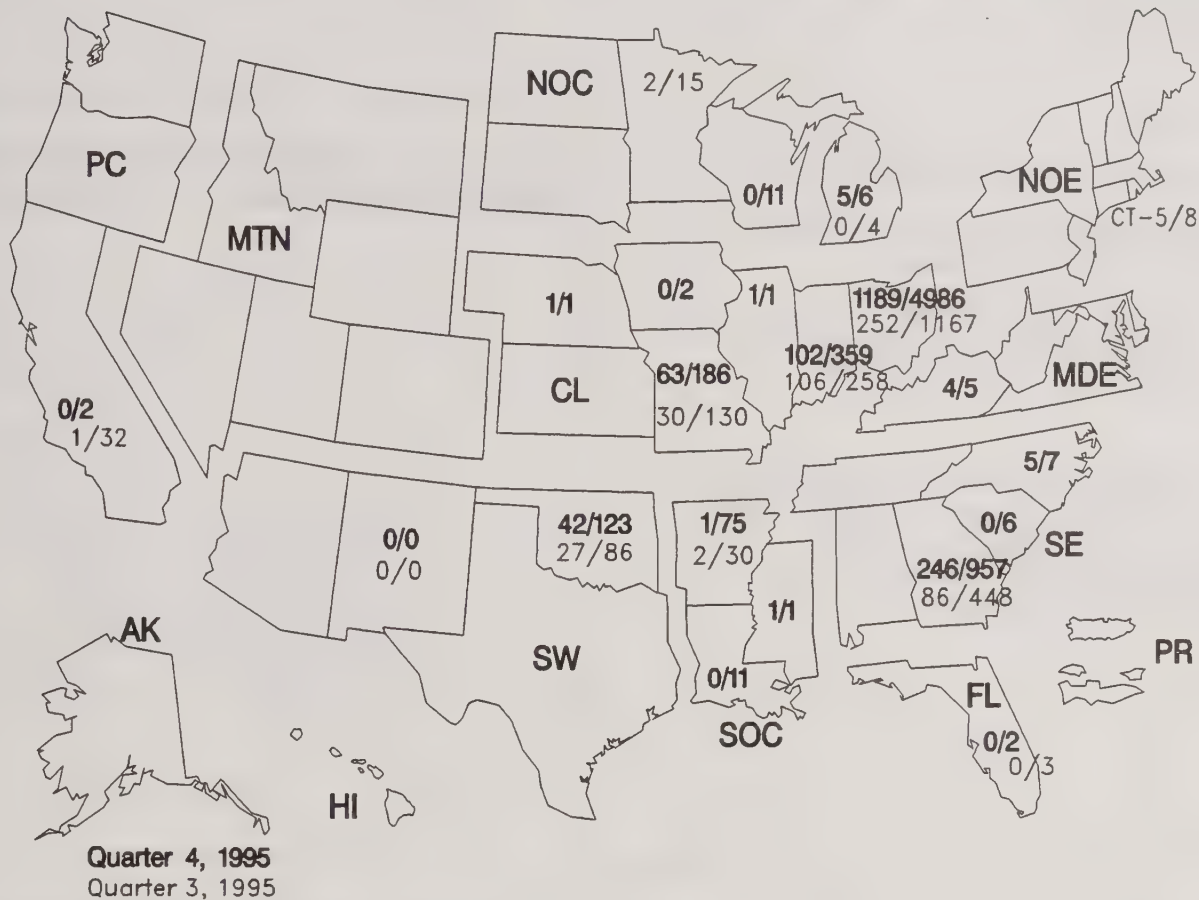 NOC
2/15
PC
0/11
5/6
0/4
NOE
CT-5/8
MTN
1/1
0/2
1/1
1189/4986
252/1167
102/359
106/258
63/186
30/130
CL
4/5
MDE
0/2
1/32
5/7
42/123
27/86
1/75
2/30
0/0
0/0
0/6
SE
246/957
86/448
1/1
AK
SW
0/11
PR
FL
SOC
0/2
0/3
HI
Quarter 4, 1995
Quarter 3, 1995